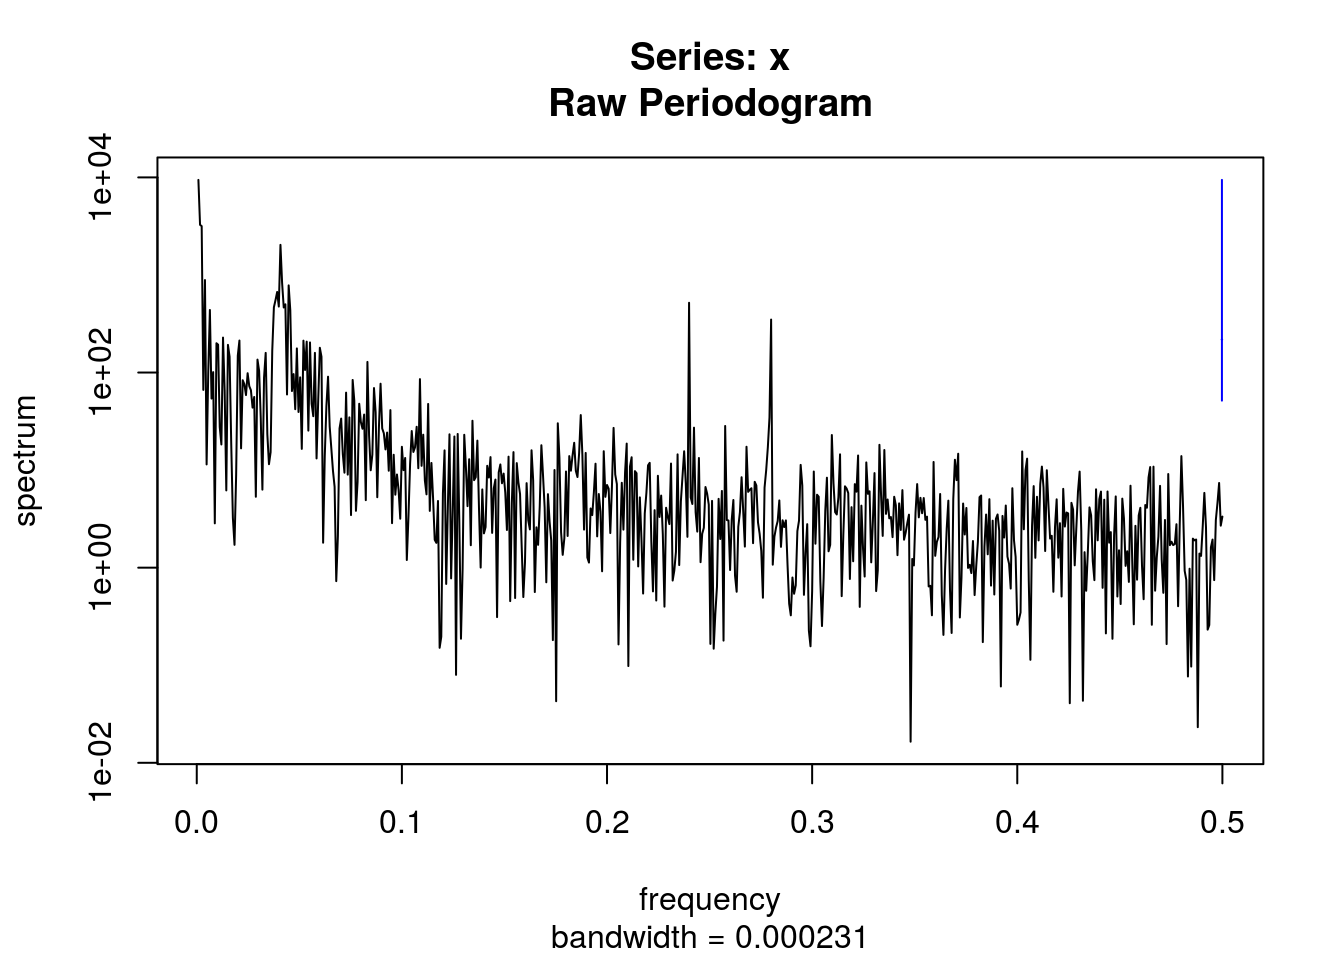 Series: x
Raw Periodogram
1e+04
1e+02
1e+00
1e-02
spectrum
0.0 0.1 0.2 0.3 0.4 0.5
frequency
bandwidth = 0.000231